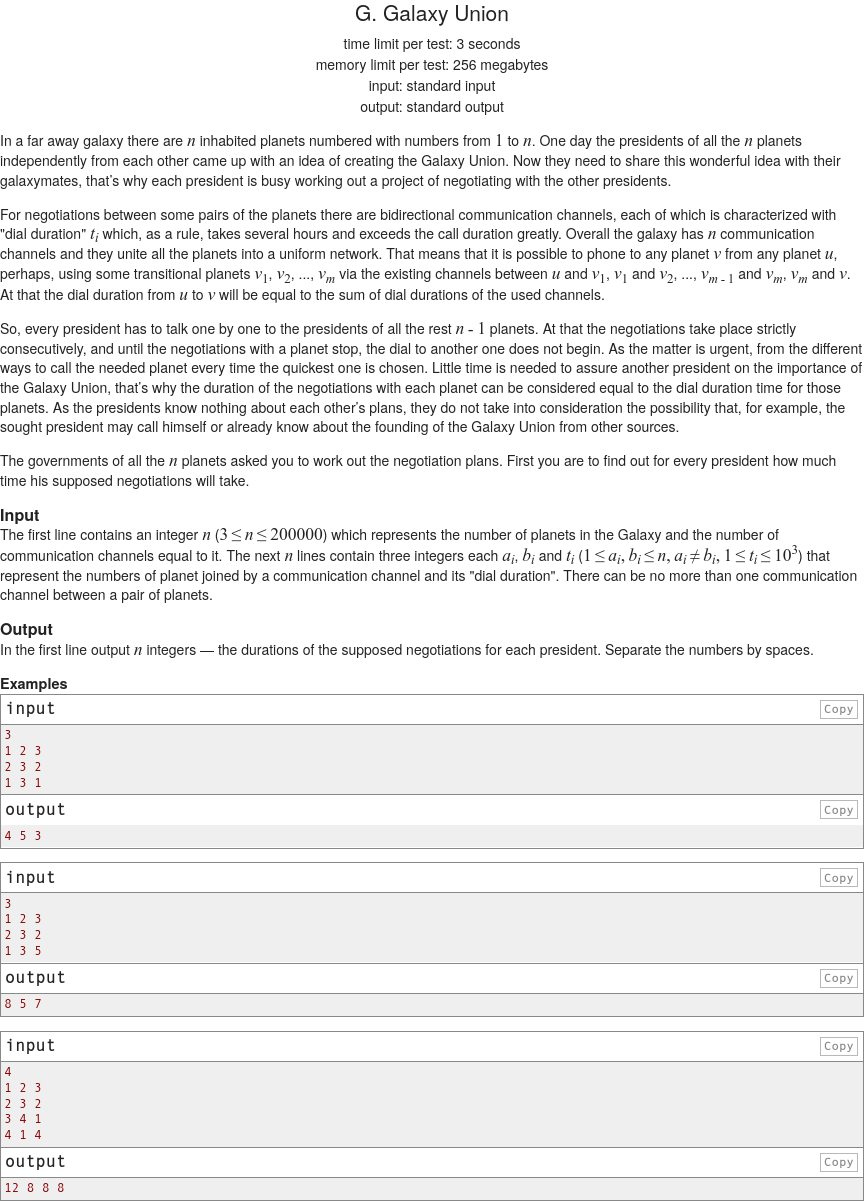 G. Galaxy Union
time limit per test: 3 seconds
memory limit per test: 256 megabytes
input: standard input
output: standard output
In a far away galaxy there are n inhabited planets numbered with numbers from 1 to n. One day the presidents of all the n planets
independently from each other came up with an idea of creating the Galaxy Union. Now they need to share this wonderful idea with their
galaxymates, that's why each president is busy working out a project of negotiating with the other presidents.
For negotiations between some pairs of the planets there are bidirectional communication channels, each of which is characterized with
"dial duration" t_i which, as a rule, takes several hours and exceeds the call duration greatly. Overall the galaxy has n communication
channels and they unite all the planets into a uniform network. That means that it is possible to phone to any planet v from any planet u,
perhaps, using some transitional planets v_1, v_2, ..., v_m via the existing channels between u and v_1, v_1 and v_2, ..., v_{m - 1} and v_m, v_m and v.
At that the dial duration from u to v will be equal to the sum of dial durations of the used channels.
So, every president has to talk one by one to the presidents of all the rest n - 1 planets. At that the negotiations take place strictly
consecutively, and until the negotiations with a planet stop, the dial to another one does not begin. As the matter is urgent, from the different
ways to call the needed planet every time the quickest one is chosen. Little time is needed to assure another president on the importance of
the Galaxy Union, that's why the duration of the negotiations with each planet can be considered equal to the dial duration time for those
planets. As the presidents know nothing about each other's plans, they do not take into consideration the possibility that, for example, the
sought president may call himself or already know about the founding of the Galaxy Union from other sources.
The governments of all the n planets asked you to work out the negotiation plans. First you are to find out for every president how much
time his supposed negotiations will take.
Input
The first line contains an integer n (3 ≤ n ≤ 200000) which represents the number of planets in the Galaxy and the number of
communication channels equal to it. The next n lines contain three integers each a_i, b_i and t_i (1 ≤ a_i, b_i ≤ n, a_i ≠ b_i, 1 ≤ t_i ≤ 10^3) that
represent the numbers of planet joined by a communication channel and its "dial duration". There can be no more than one communication
channel between a pair of planets.
Output
In the first line output n integers — the durations of the supposed negotiations for each president. Separate the numbers by spaces.
Examples
input
Copy
3
1 2 3
2 3 2
1 3 1
output
Copy
4 5 3
input
Copy
3
1 2 3
2 3 2
1 3 5
output
Copy
8 5 7
input
Copy
4
1 2 3
2 3 2
3 4 1
4 1 4
output
Copy
12 8 8 8